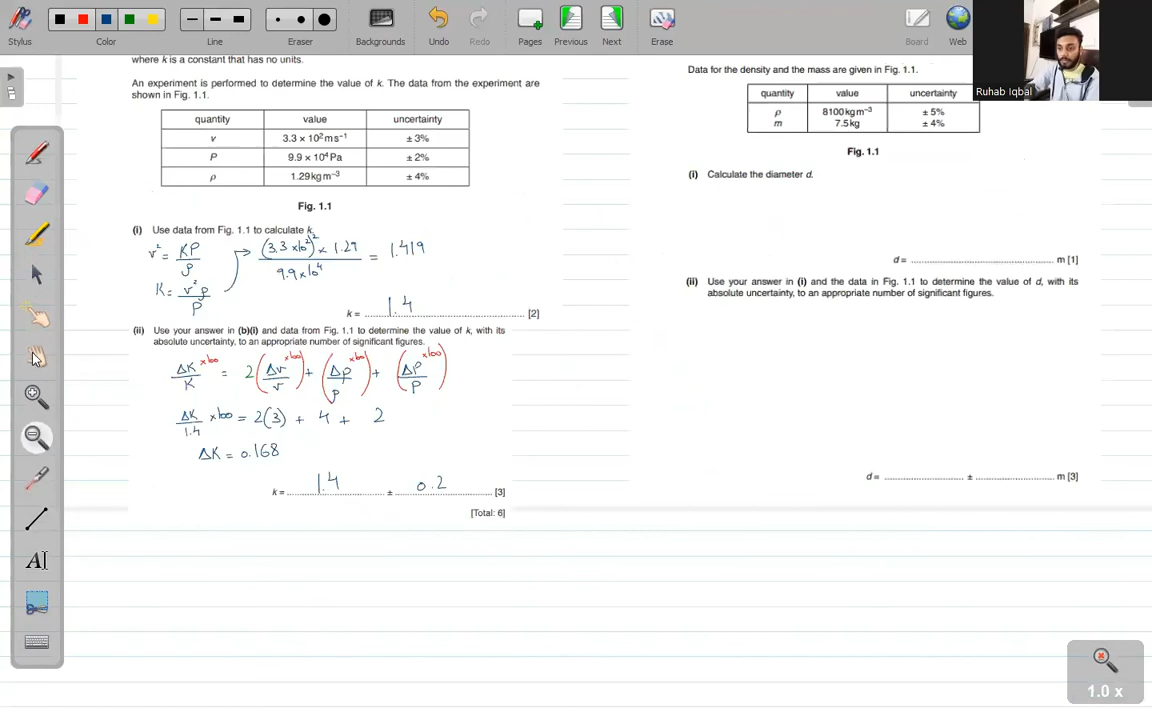 Stylus
Color
Line
Eraser
Backgrounds
Undo
Redo
Pages
Previous
Next
Erase
Board
Web
Ruhab Iqbal
where k is a constant that has no units.
An experiment is performed to determine the value of k. The data from the experiment are
shown in Fig. 1.1.
quantity value uncertainty
v 3.3 × 10² ms⁻¹ ± 3%
P 9.9 × 10⁴ Pa ± 2%
ρ 1.29 kg m⁻³ ± 4%
Fig. 1.1
(i) Use data from Fig. 1.1 to calculate k.
v² = KP/ρ
K = v²ρ/P
(3.3 × 10²)² × 1.29 / 9.9 × 10⁴ = 1.419
k = 1.4 [2]
(ii) Use your answer in (b)(i) and data from Fig. 1.1 to determine the value of k, with its
absolute uncertainty, to an appropriate number of significant figures.
ΔK/K ×100 = 2(Δv/v ×100) + (Δρ/ρ ×100) + (ΔP/P ×100)
ΔK/1.4 ×100 = 2(3) + 4 + 2
ΔK = 0.168
k = 1.4 ± 0.2 [3]
[Total: 6]
Data for the density and the mass are given in Fig. 1.1.
quantity value uncertainty
ρ 8100 kg m⁻³ ± 5%
m 7.5 kg ± 4%
Fig. 1.1
(i) Calculate the diameter d.
d = ........ m [1]
(ii) Use your answer in (i) and the data in Fig. 1.1 to determine the value of d, with its
absolute uncertainty, to an appropriate number of significant figures.
d = ........ ± ........ m [3]
AI
1.0 x